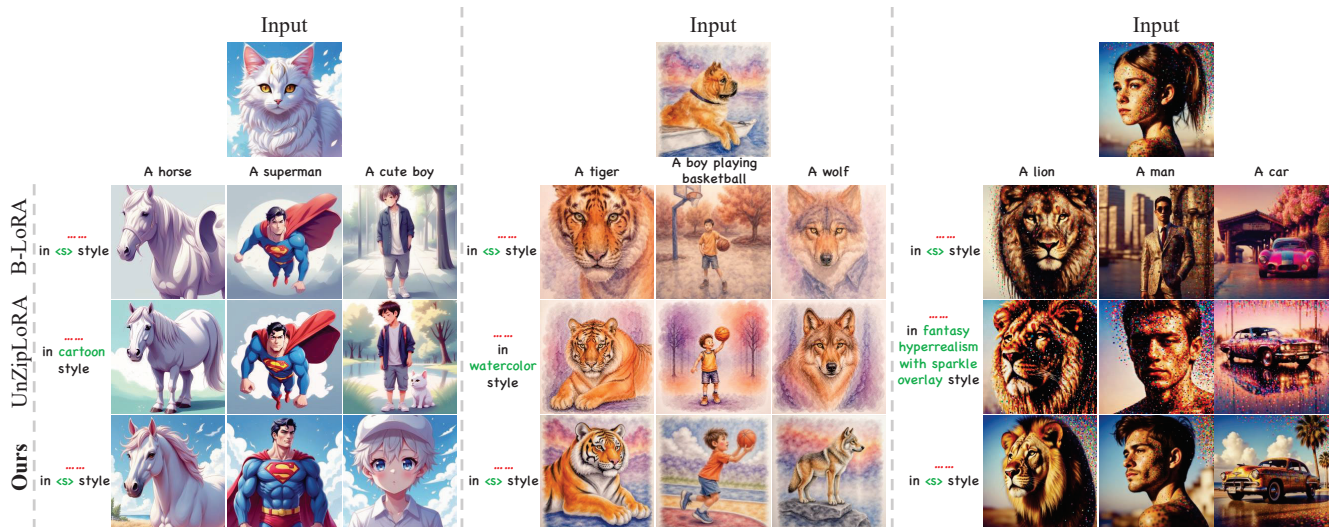 Input
Input
Input
A horse
A superman
A cute boy
A tiger
A boy playing
basketball
A wolf
A lion
A man
A car
B-LoRA
......
in <s> style
......
in <s> style
......
in <s> style
UnZipLoRA
......
in cartoon
style
......
in
watercolor
style
......
in fantasy
hyperrealism
with sparkle
overlay style
Ours
......
in <s> style
......
in <s> style
......
in <s> style